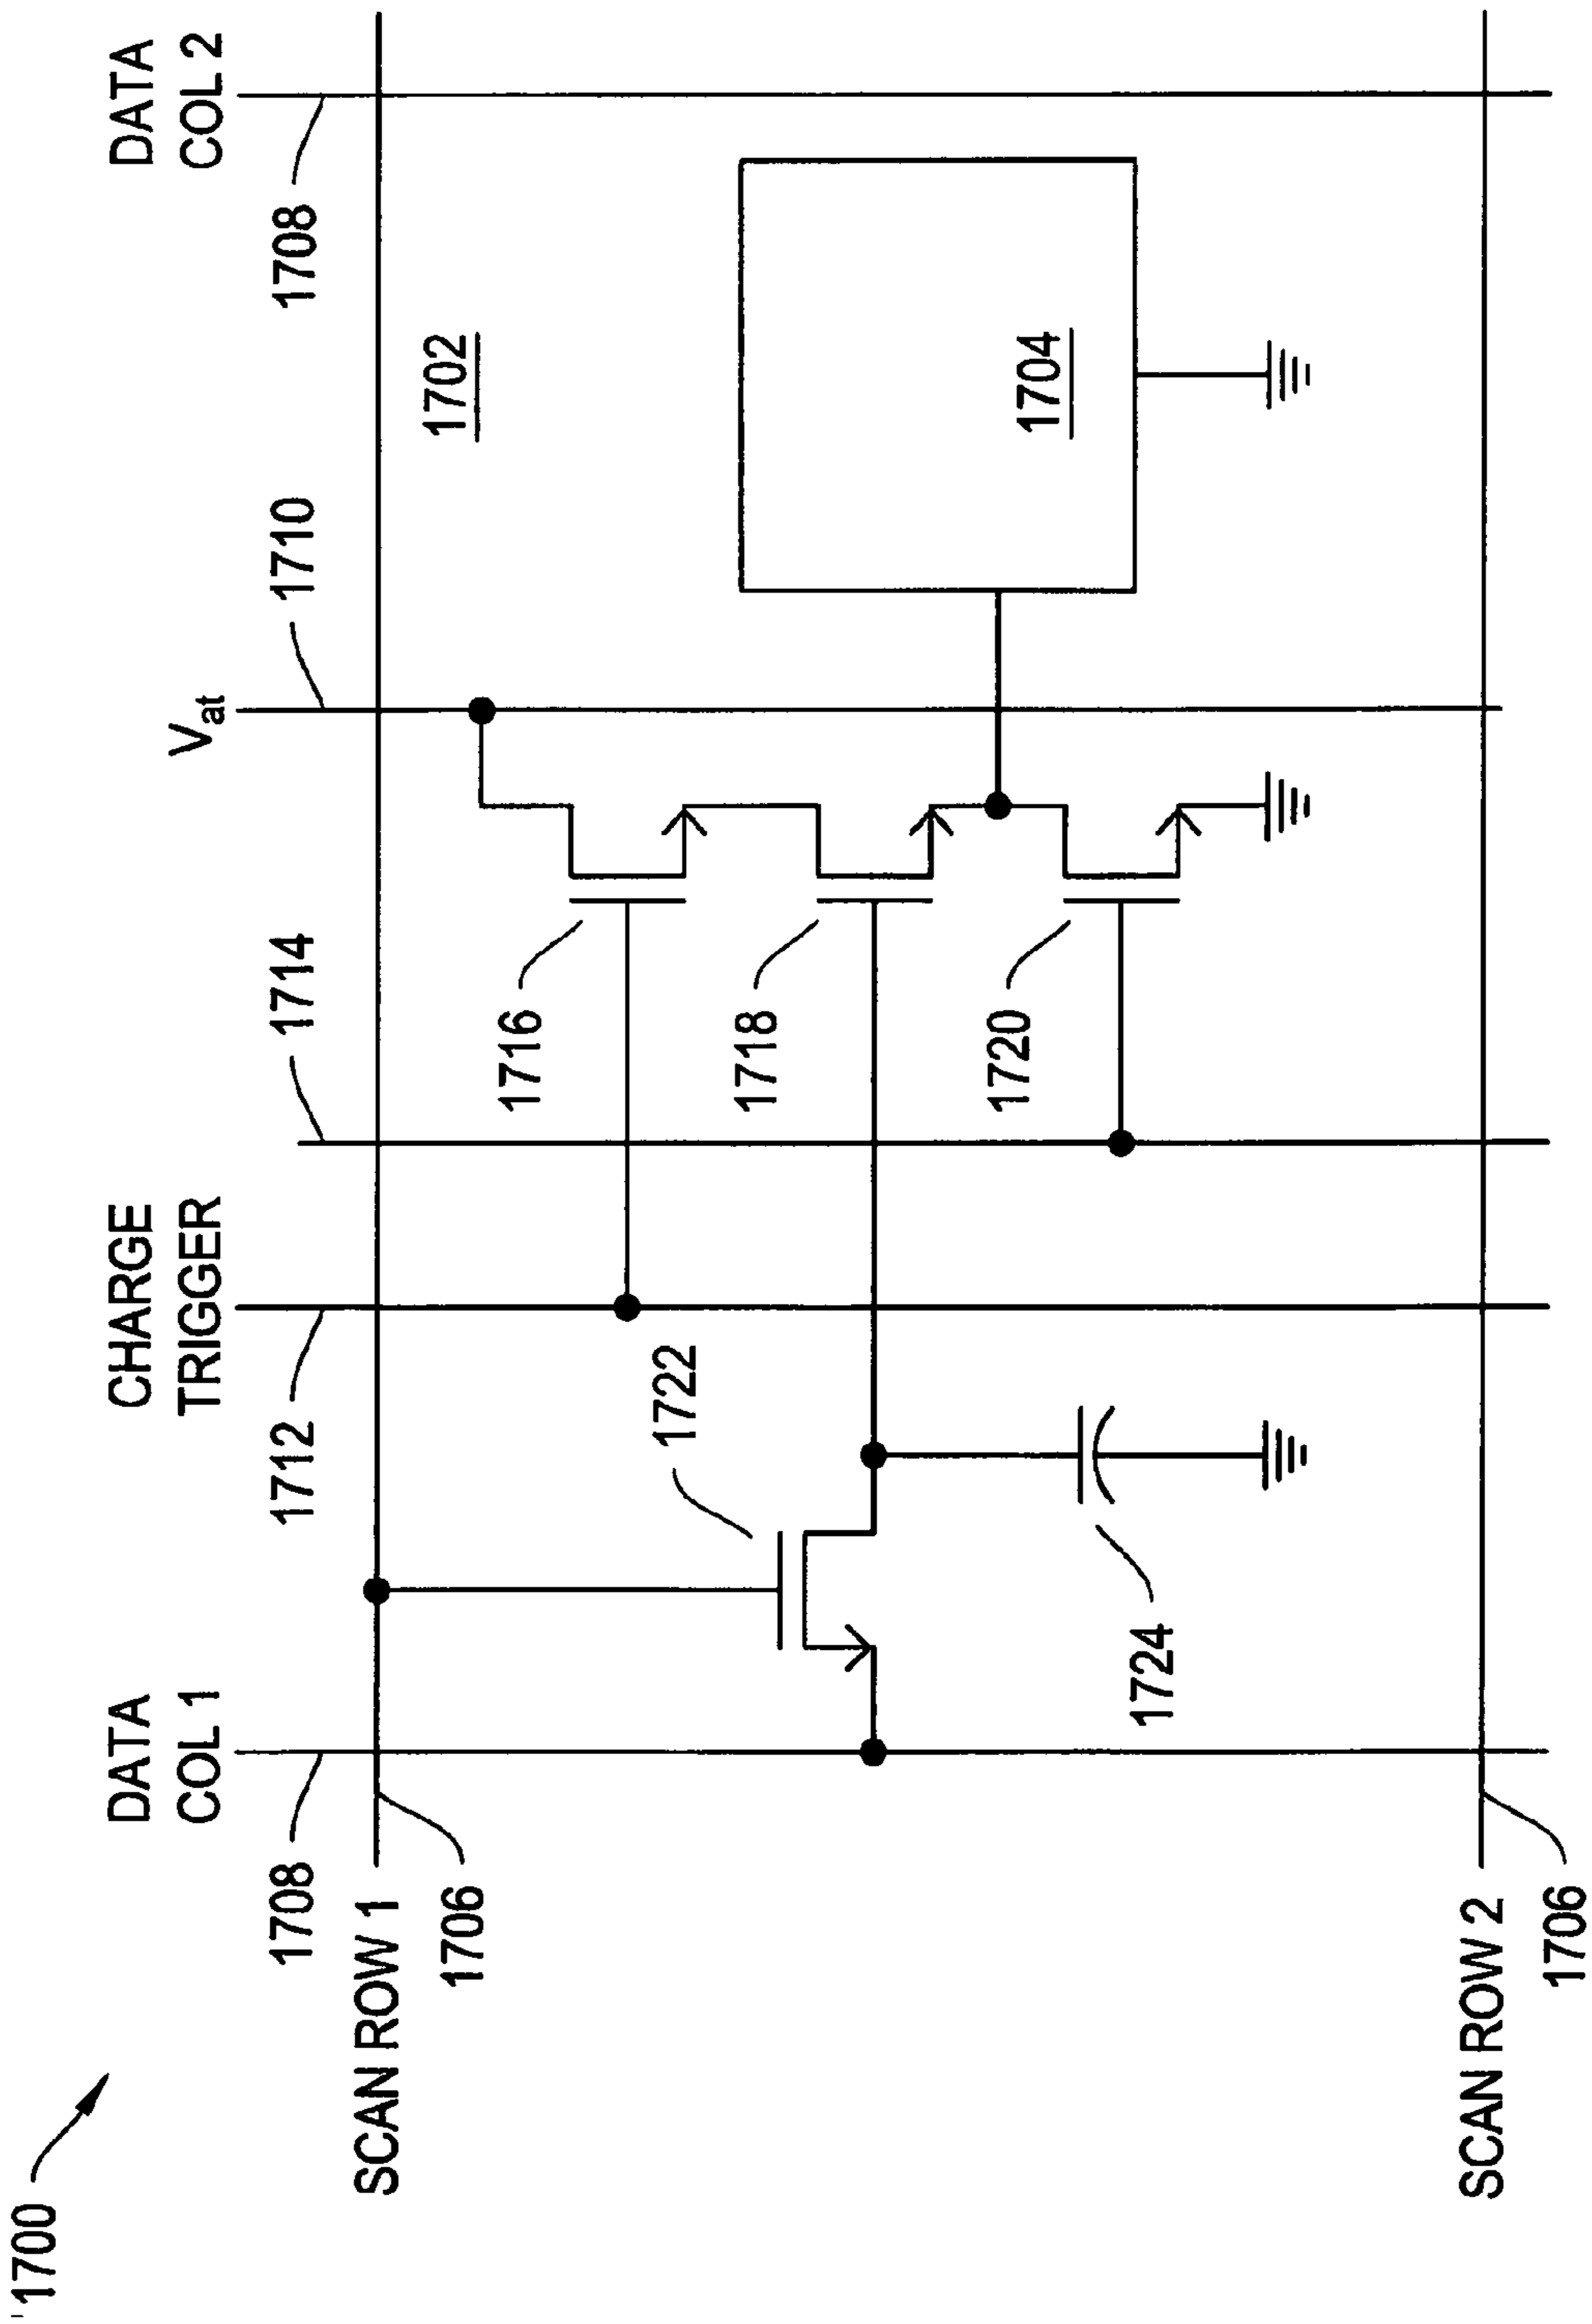 1700
DATA
COL 1
CHARGE
TRIGGER
V_at
DATA
COL 2
1708
1712
1714
1710
1708
SCAN ROW 1
1706
1702
1716
1722
1718
1720
1704
1724
SCAN ROW 2
1706